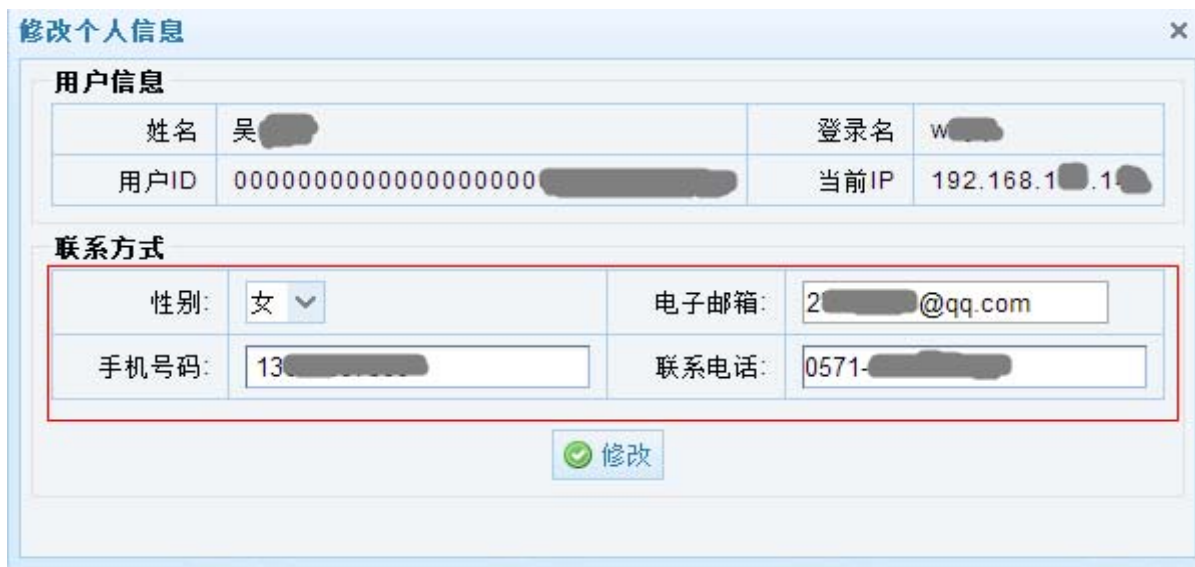 修改个人信息
用户信息
姓名 吴 登录名 w
用户ID 0000000000000000000 当前IP 192.168.1 .1
联系方式
性别: 女 电子邮箱: 2 @qq.com
手机号码: 13 联系电话: 0571-
修改